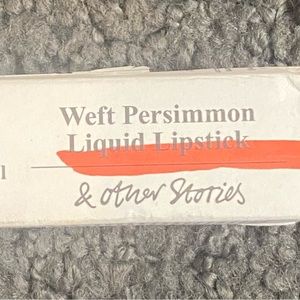 Weft Persimmon
Liquid Lipstick
l
& other Stories